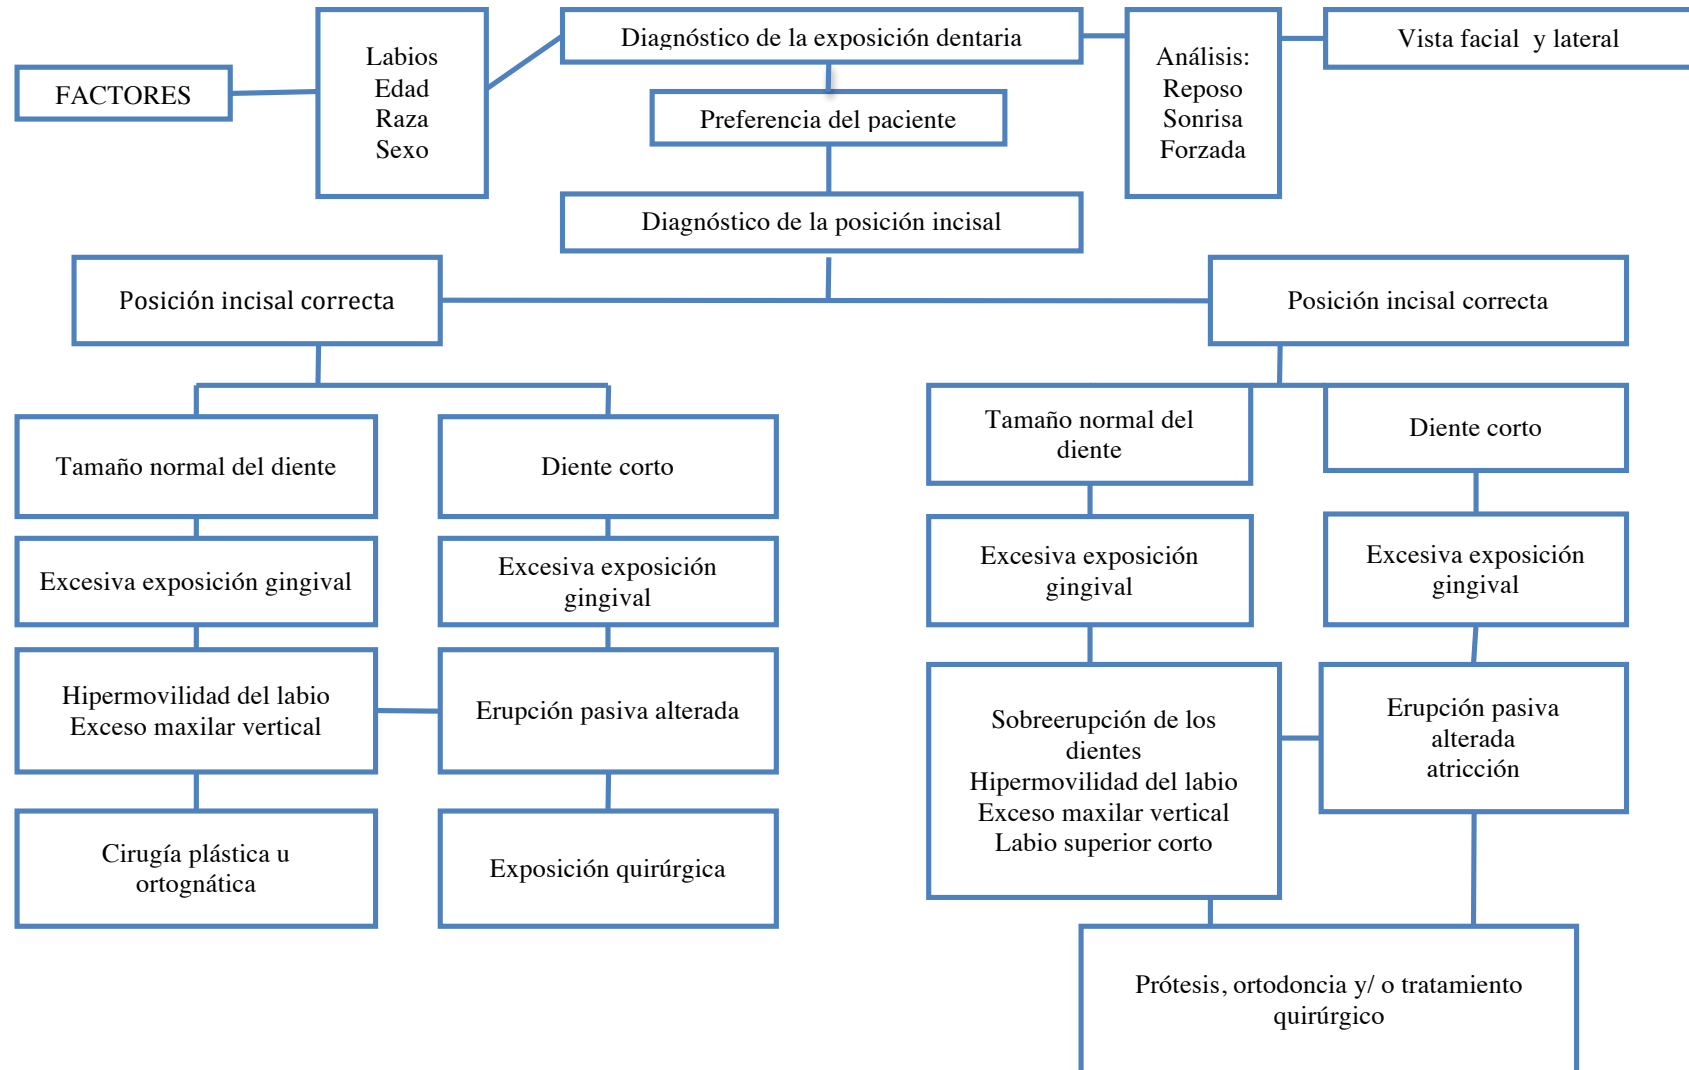 FACTORES
Labios
Edad
Raza
Sexo
Diagnóstico de la exposición dentaria
Análisis:
Reposo
Sonrisa
Forzada
Vista facial y lateral
Preferencia del paciente
Diagnóstico de la posición incisal
Posición incisal correcta
Posición incisal correcta
Tamaño normal del diente
Diente corto
Excesiva exposición gingival
Excesiva exposición
gingival
Hipermovilidad del labio
Exceso maxilar vertical
Erupción pasiva alterada
Cirugía plástica u
ortognática
Exposición quirúrgica
Tamaño normal del
diente
Diente corto
Excesiva exposición
gingival
Excesiva exposición
gingival
Sobreerupción de los
dientes
Hipermovilidad del labio
Exceso maxilar vertical
Labio superior corto
Erupción pasiva
alterada
atricción
Prótesis, ortodoncia y/ o tratamiento
quirúrgico